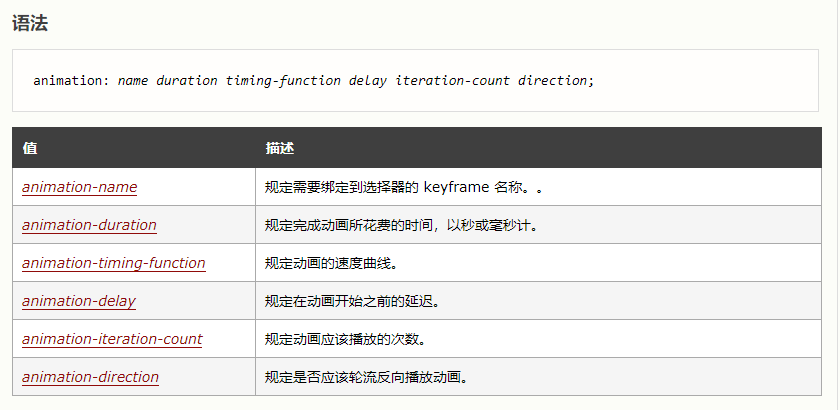 语法
animation: name duration timing-function delay iteration-count direction;
值 描述
animation-name 规定需要绑定到选择器的 keyframe 名称。。
animation-duration 规定完成动画所花费的时间，以秒或毫秒计。
animation-timing-function 规定动画的速度曲线。
animation-delay 规定在动画开始之前的延迟。
animation-iteration-count 规定动画应该播放的次数。
animation-direction 规定是否应该轮流反向播放动画。